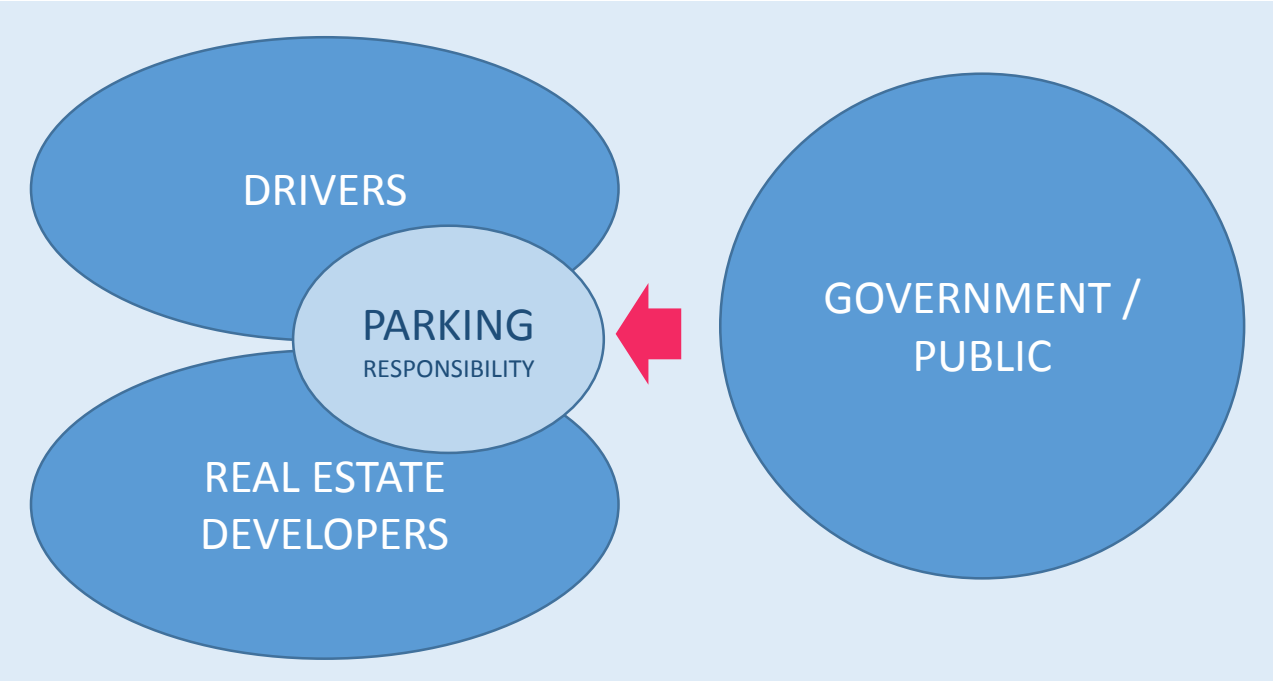 DRIVERS
PARKING
RESPONSIBILITY
REAL ESTATE
DEVELOPERS
GOVERNMENT /
PUBLIC